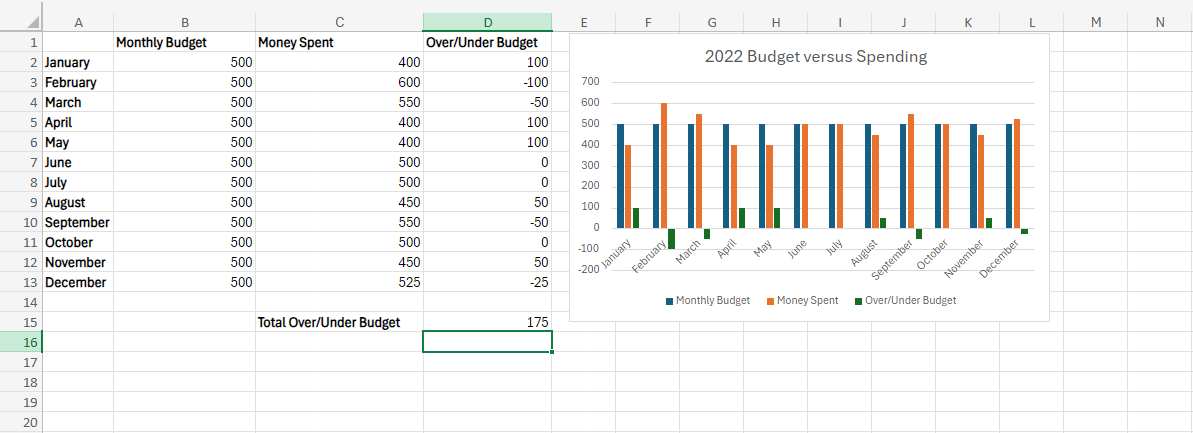 A B C D E F G H I J K L M N
1 Monthly Budget Money Spent Over/Under Budget
2 January 500 400 100
3 February 500 600 -100
4 March 500 550 -50
5 April 500 400 100
6 May 500 400 100
7 June 500 500 0
8 July 500 500 0
9 August 500 450 50
10 September 500 550 -50
11 October 500 500 0
12 November 500 450 50
13 December 500 525 -25
14
15 Total Over/Under Budget 175
16
17
18
19
20
2022 Budget versus Spending
700
600
500
400
300
200
100
0
-100
-200
January February March April May June July August September October November December
Monthly Budget Money Spent Over/Under Budget